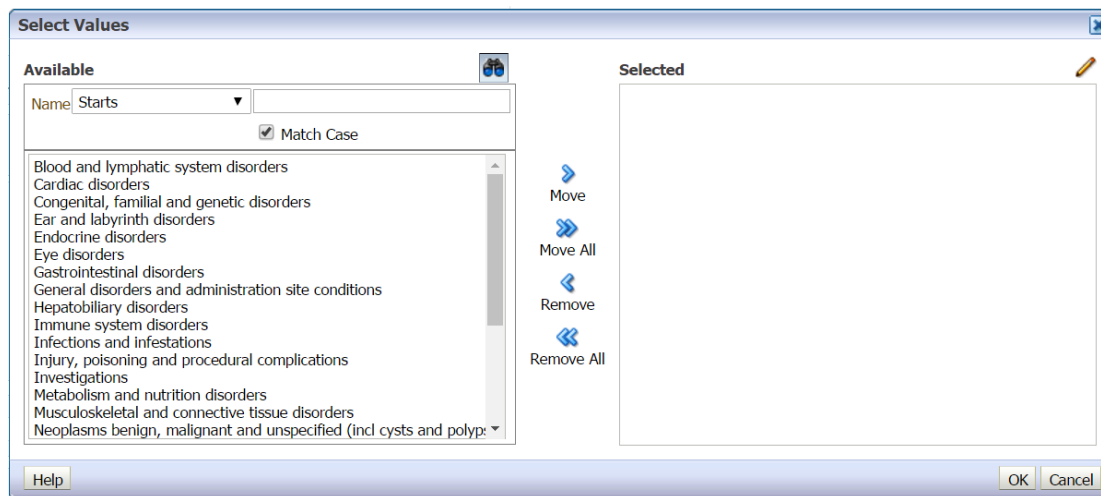 Select Values
Available
Name Starts
Match Case
Blood and lymphatic system disorders
Cardiac disorders
Congenital, familial and genetic disorders
Ear and labyrinth disorders
Endocrine disorders
Eye disorders
Gastrointestinal disorders
General disorders and administration site conditions
Hepatobiliary disorders
Immune system disorders
Infections and infestations
Injury, poisoning and procedural complications
Investigations
Metabolism and nutrition disorders
Musculoskeletal and connective tissue disorders
Neoplasms benign, malignant and unspecified (incl cysts and polyps
Move
Move All
Remove
Remove All
Selected
Help
OK Cancel